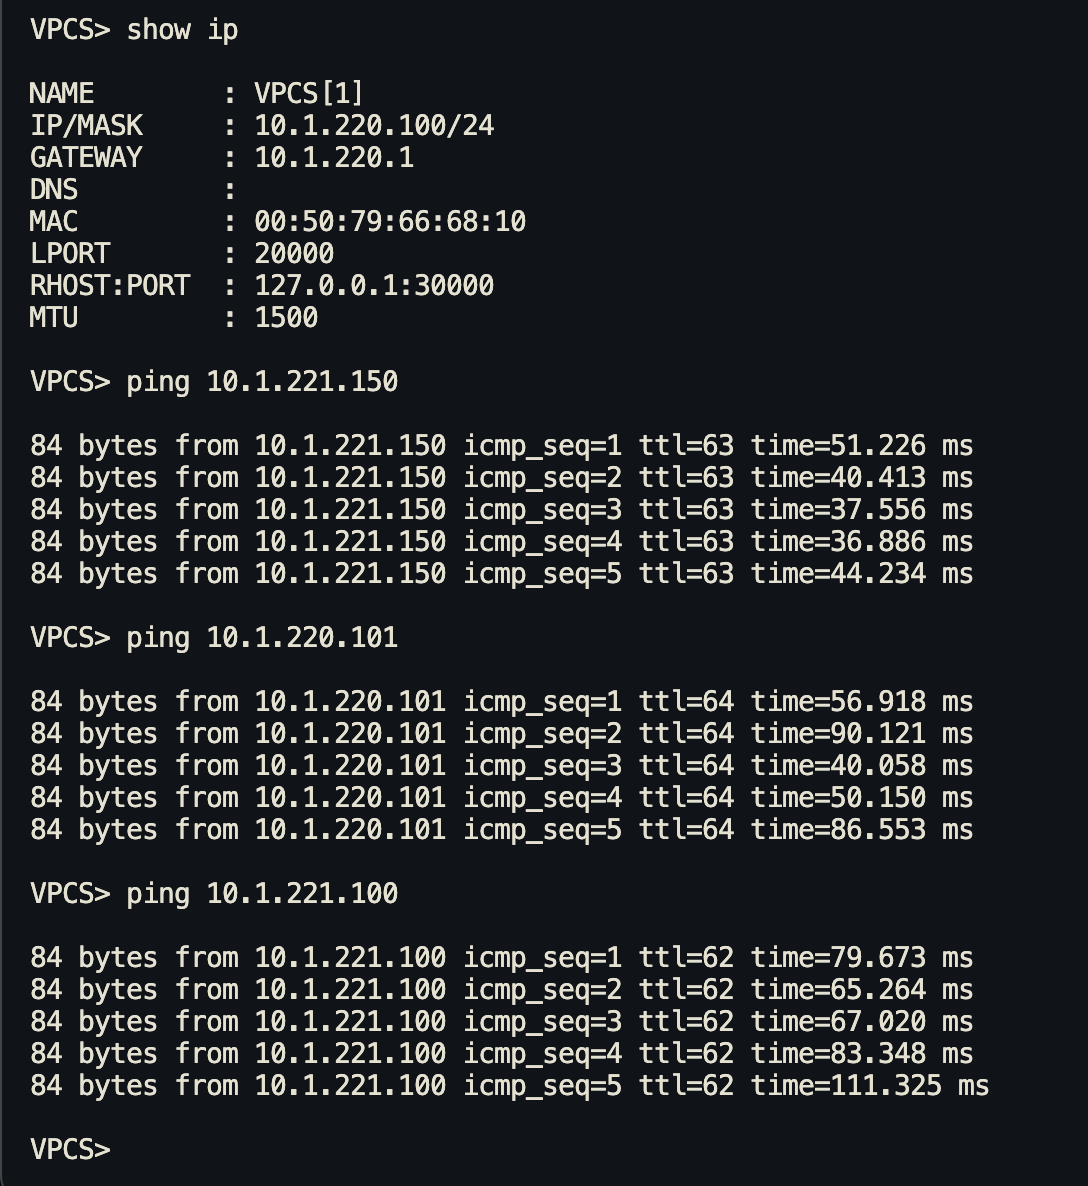 VPCS> show ip
NAME        : VPCS[1]
IP/MASK     : 10.1.220.100/24
GATEWAY     : 10.1.220.1
DNS         :
MAC         : 00:50:79:66:68:10
LPORT       : 20000
RHOST:PORT  : 127.0.0.1:30000
MTU         : 1500
VPCS> ping 10.1.221.150
84 bytes from 10.1.221.150 icmp_seq=1 ttl=63 time=51.226 ms
84 bytes from 10.1.221.150 icmp_seq=2 ttl=63 time=40.413 ms
84 bytes from 10.1.221.150 icmp_seq=3 ttl=63 time=37.556 ms
84 bytes from 10.1.221.150 icmp_seq=4 ttl=63 time=36.886 ms
84 bytes from 10.1.221.150 icmp_seq=5 ttl=63 time=44.234 ms
VPCS> ping 10.1.220.101
84 bytes from 10.1.220.101 icmp_seq=1 ttl=64 time=56.918 ms
84 bytes from 10.1.220.101 icmp_seq=2 ttl=64 time=90.121 ms
84 bytes from 10.1.220.101 icmp_seq=3 ttl=64 time=40.058 ms
84 bytes from 10.1.220.101 icmp_seq=4 ttl=64 time=50.150 ms
84 bytes from 10.1.220.101 icmp_seq=5 ttl=64 time=86.553 ms
VPCS> ping 10.1.221.100
84 bytes from 10.1.221.100 icmp_seq=1 ttl=62 time=79.673 ms
84 bytes from 10.1.221.100 icmp_seq=2 ttl=62 time=65.264 ms
84 bytes from 10.1.221.100 icmp_seq=3 ttl=62 time=67.020 ms
84 bytes from 10.1.221.100 icmp_seq=4 ttl=62 time=83.348 ms
84 bytes from 10.1.221.100 icmp_seq=5 ttl=62 time=111.325 ms
VPCS>